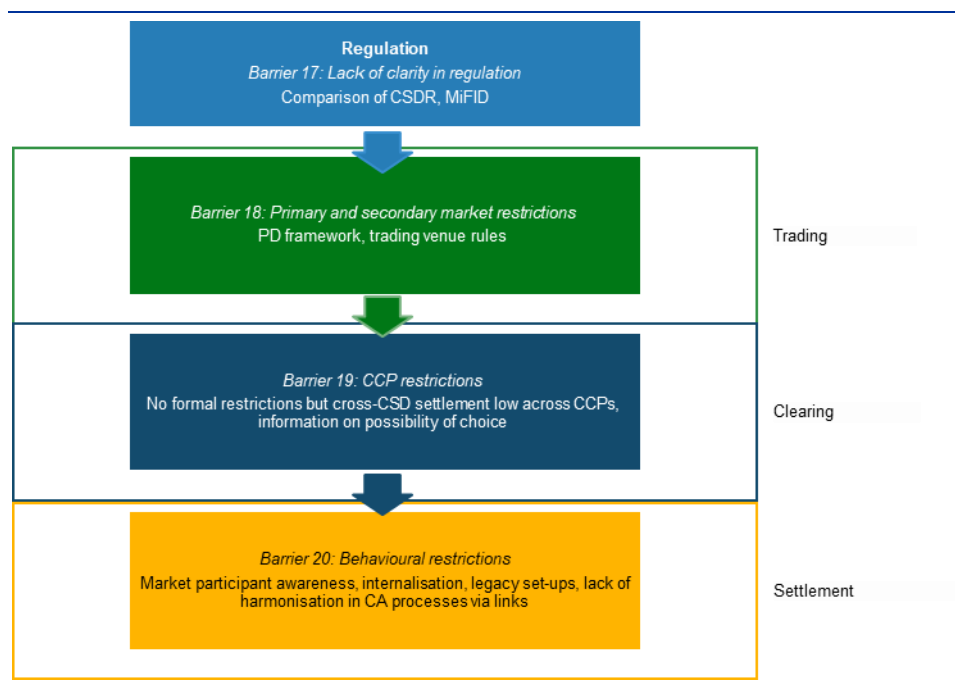 Regulation
Barrier 17: Lack of clarity in regulation
Comparison of CSDR, MiFID
Barrier 18: Primary and secondary market restrictions
PD framework, trading venue rules
Trading
Barrier 19: CCP restrictions
No formal restrictions but cross-CSD settlement low across CCPs,
information on possibility of choice
Clearing
Barrier 20: Behavioural restrictions
Market participant awareness, internalisation, legacy set-ups, lack of
harmonisation in CA processes via links
Settlement